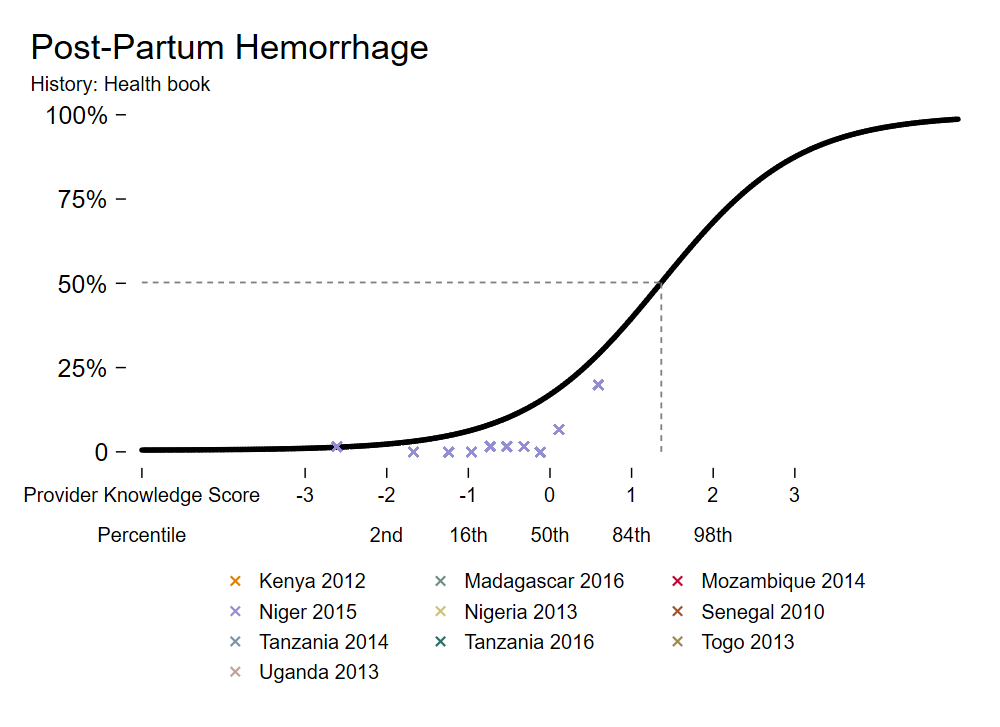 Post-Partum Hemorrhage
History: Health book
100%
75%
50%
25%
0
Provider Knowledge Score -3 -2 -1 0 1 2 3
Percentile 2nd 16th 50th 84th 98th
Kenya 2012 Madagascar 2016 Mozambique 2014
Niger 2015 Nigeria 2013 Senegal 2010
Tanzania 2014 Tanzania 2016 Togo 2013
Uganda 2013